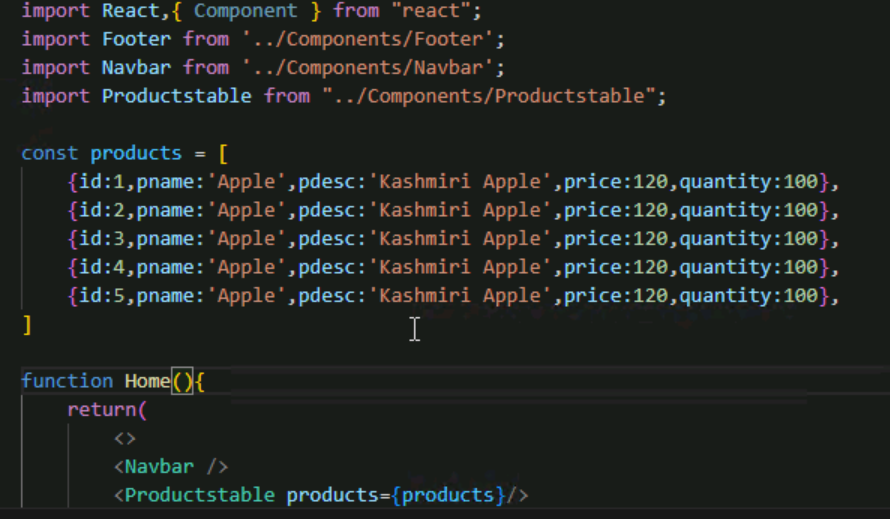 import React,{ Component } from "react";
import Footer from '../Components/Footer';
import Navbar from '../Components/Navbar';
import Productstable from "../Components/Productstable";
const products = [
{id:1,pname:'Apple',pdesc:'Kashmiri Apple',price:120,quantity:100},
{id:2,pname:'Apple',pdesc:'Kashmiri Apple',price:120,quantity:100},
{id:3,pname:'Apple',pdesc:'Kashmiri Apple',price:120,quantity:100},
{id:4,pname:'Apple',pdesc:'Kashmiri Apple',price:120,quantity:100},
{id:5,pname:'Apple',pdesc:'Kashmiri Apple',price:120,quantity:100},
]
function Home(){
return(
<>
<Navbar />
<Productstable products={products}/>